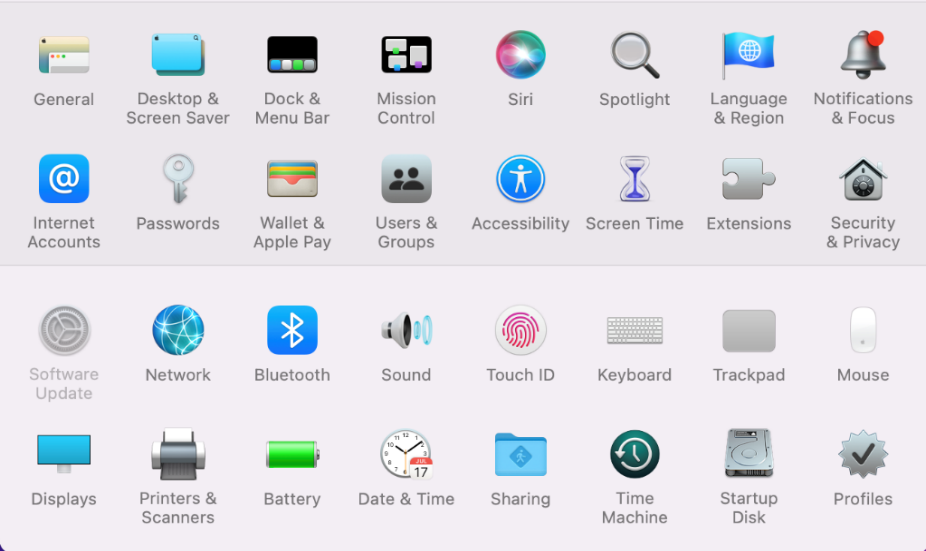 General
Desktop &
Screen Saver
Dock &
Menu Bar
Mission
Control
Siri
Spotlight
Language
& Region
Notifications
& Focus
Internet
Accounts
Passwords
Wallet &
Apple Pay
Users &
Groups
Accessibility
Screen Time
Extensions
Security
& Privacy
Software
Update
Network
Bluetooth
Sound
Touch ID
Keyboard
Trackpad
Mouse
Displays
Printers &
Scanners
Battery
JUL
17
Date & Time
Sharing
Time
Machine
Startup
Disk
Profiles